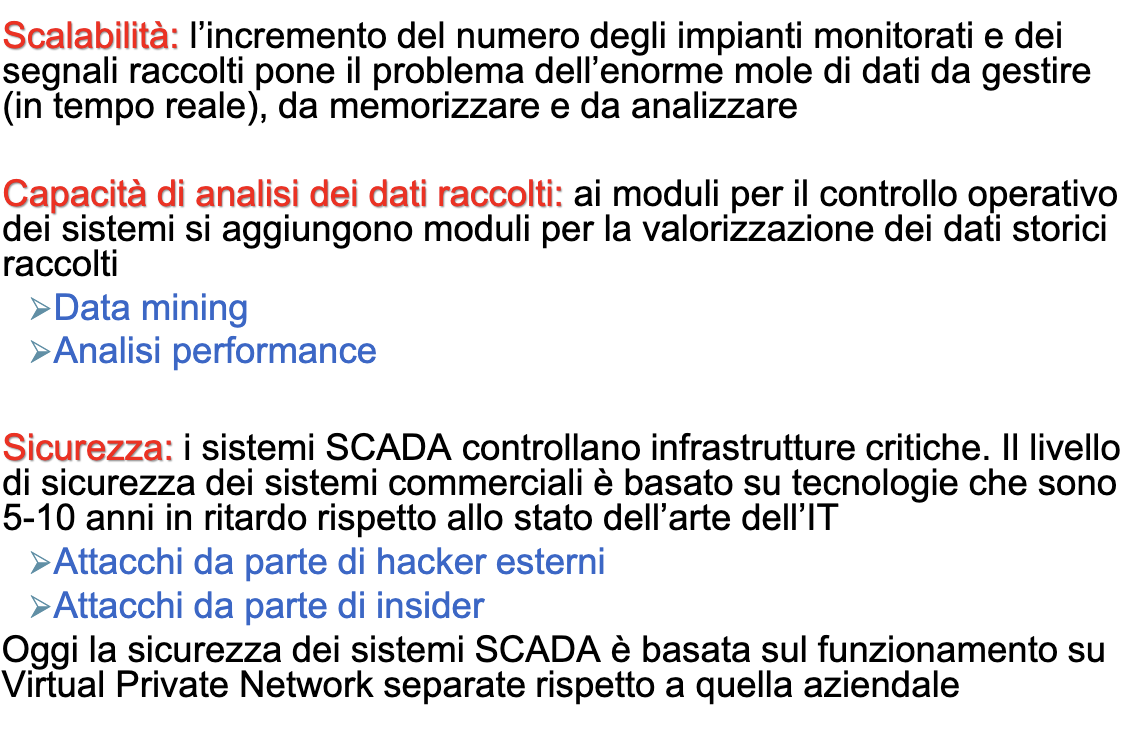 Scalabilità: l’incremento del numero degli impianti monitorati e dei
segnali raccolti pone il problema dell’enorme mole di dati da gestire
(in tempo reale), da memorizzare e da analizzare
Capacità di analisi dei dati raccolti: ai moduli per il controllo operativo
dei sistemi si aggiungono moduli per la valorizzazione dei dati storici
raccolti
➢Data mining
➢Analisi performance
Sicurezza: i sistemi SCADA controllano infrastrutture critiche. Il livello
di sicurezza dei sistemi commerciali è basato su tecnologie che sono
5-10 anni in ritardo rispetto allo stato dell’arte dell’IT
➢Attacchi da parte di hacker esterni
➢Attacchi da parte di insider
Oggi la sicurezza dei sistemi SCADA è basata sul funzionamento su
Virtual Private Network separate rispetto a quella aziendale